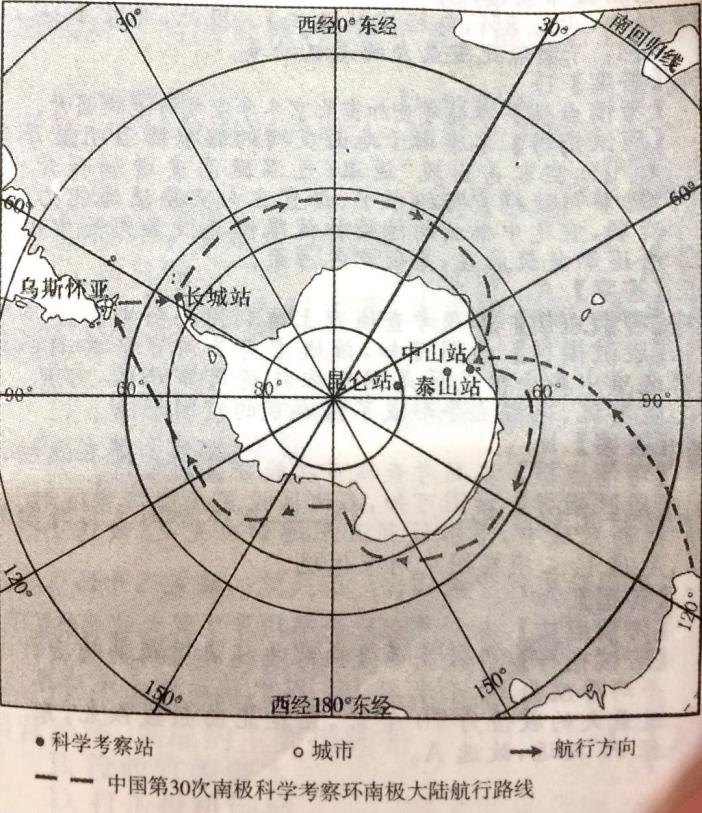 30°
西经0°东经
30°
南回归线
60°
60°
乌斯怀亚
长城站
中山站
昆仑站
泰山站
90°
60°
80°
60°
90°
120°
120°
150°
西经180°东经
150°
科学考察站
城市
航行方向
中国第30次南极科学考察环南极大陆航行路线